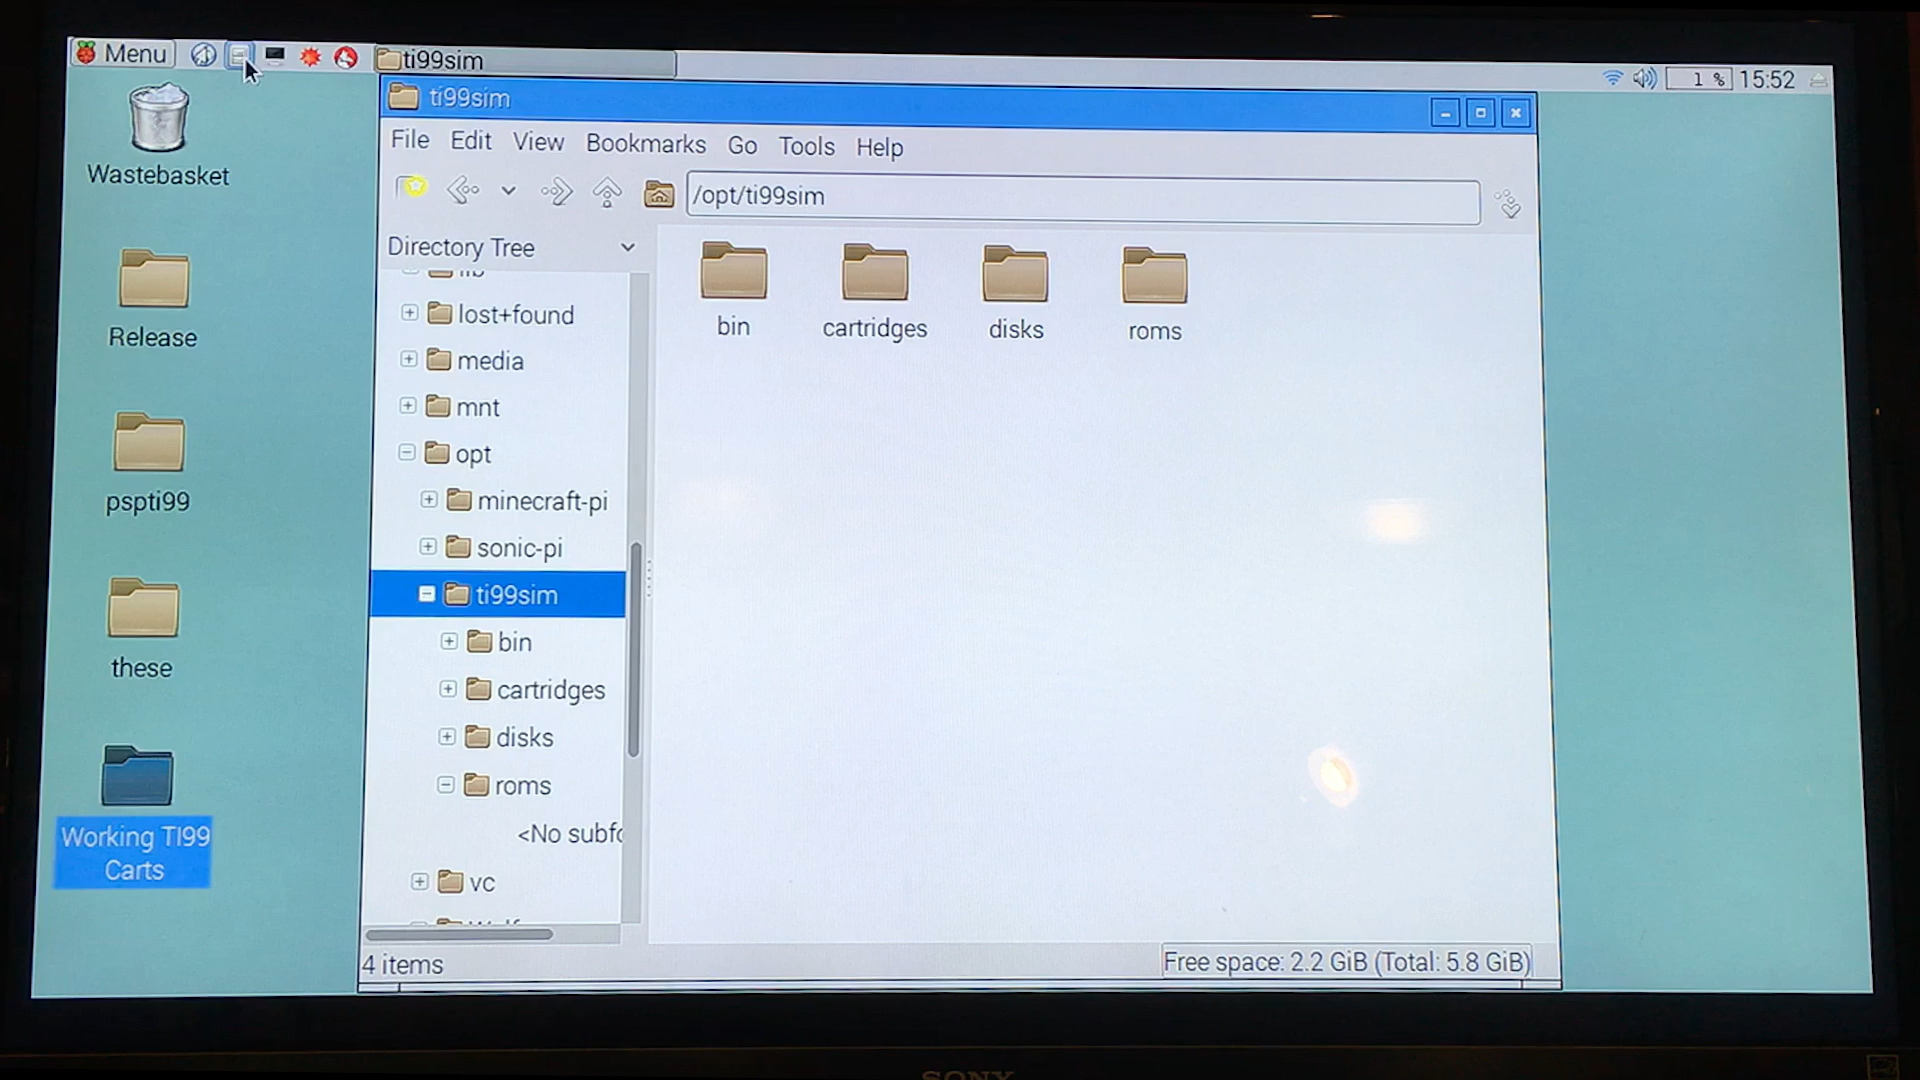 Menu
ti99sim
1 %
15:52
ti99sim
File Edit View Bookmarks Go Tools Help
/opt/ti99sim
Directory Tree
lib
lost+found
media
mnt
opt
minecraft-pi
sonic-pi
ti99sim
bin
cartridges
disks
roms
<No subfo
vc
bin
cartridges
disks
roms
Wastebasket
Release
pspti99
these
Working TI99
Carts
4 items
Free space: 2.2 GiB (Total: 5.8 GiB)
SONY